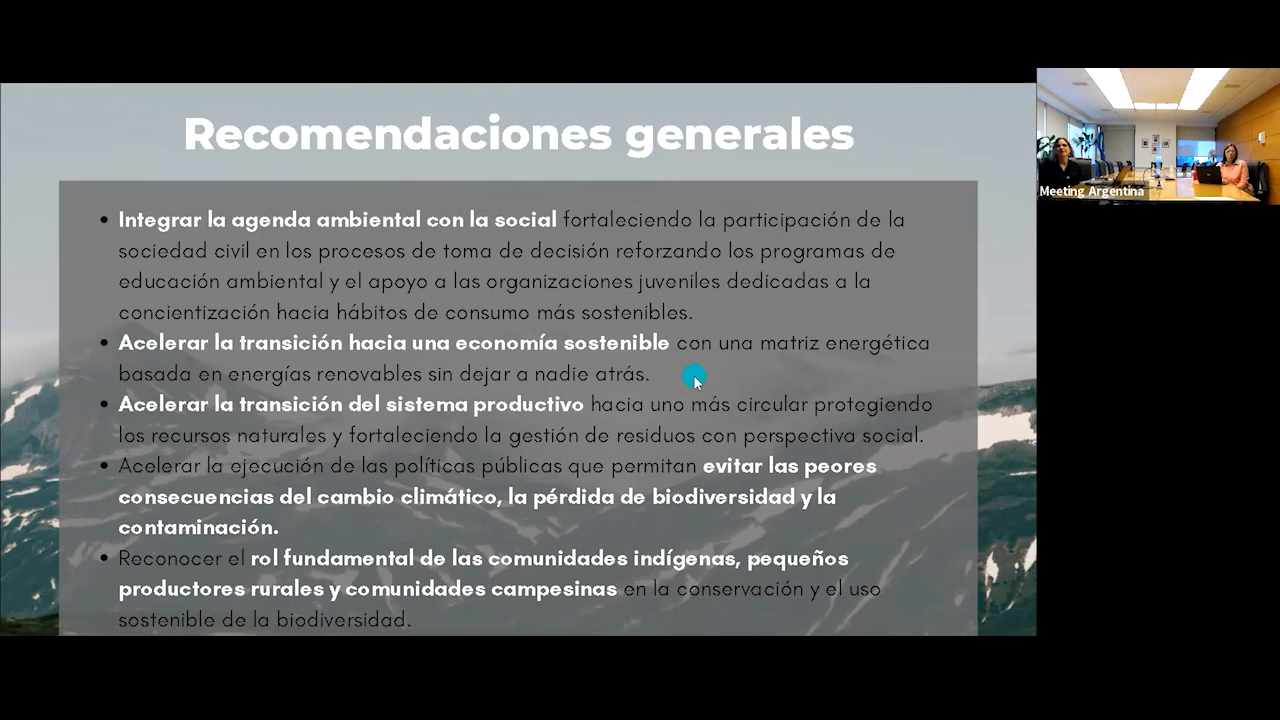 Recomendaciones generales
• Integrar la agenda ambiental con la social fortaleciendo la participación de la
sociedad civil en los procesos de toma de decisión reforzando los programas de
educación ambiental y el apoyo a las organizaciones juveniles dedicadas a la
concientización hacia hábitos de consumo más sostenibles.
• Acelerar la transición hacia una economía sostenible con una matriz energética
basada en energías renovables sin dejar a nadie atrás.
• Acelerar la transición del sistema productivo hacia uno más circular protegiendo
los recursos naturales y fortaleciendo la gestión de residuos con perspectiva social.
• Acelerar la ejecución de las políticas públicas que permitan evitar las peores
consecuencias del cambio climático, la pérdida de biodiversidad y la
contaminación.
• Reconocer el rol fundamental de las comunidades indígenas, pequeños
productores rurales y comunidades campesinas en la conservación y el uso
sostenible de la biodiversidad.
Meeting Argentina